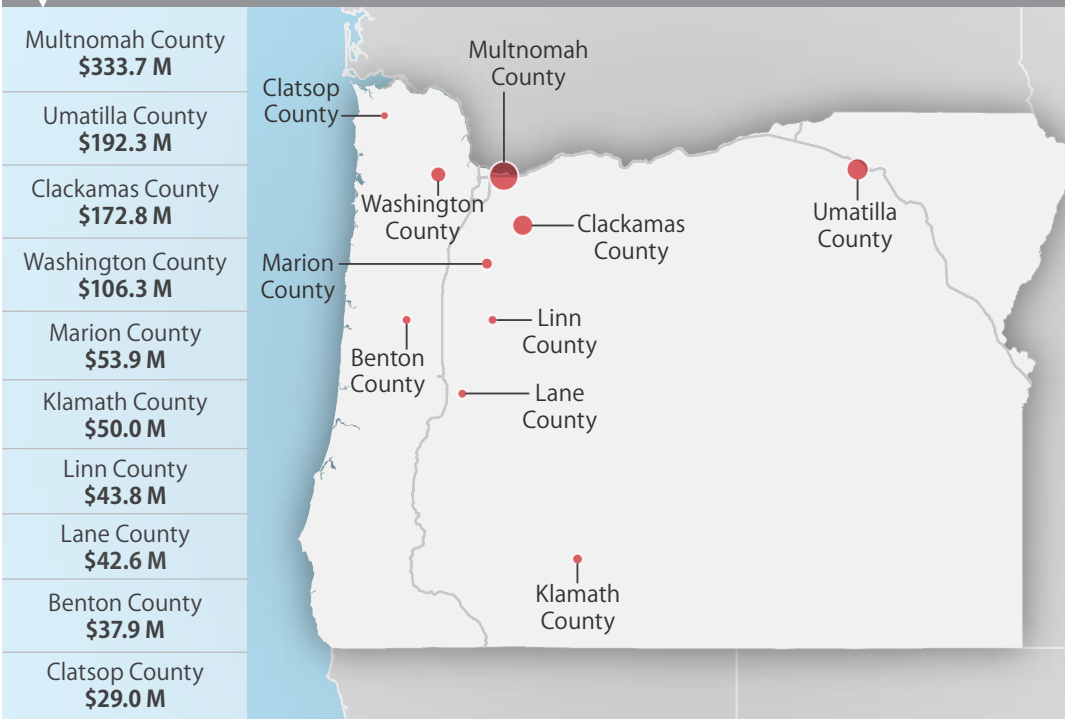 Multnomah County
$333.7 M
Umatilla County
$192.3 M
Clackamas County
$172.8 M
Washington County
$106.3 M
Marion County
$53.9 M
Klamath County
$50.0 M
Linn County
$43.8 M
Lane County
$42.6 M
Benton County
$37.9 M
Clatsop County
$29.0 M
Multnomah
County
Clatsop
County
Washington
County
Clackamas
County
Umatilla
County
Marion
County
Linn
County
Benton
County
Lane
County
Klamath
County